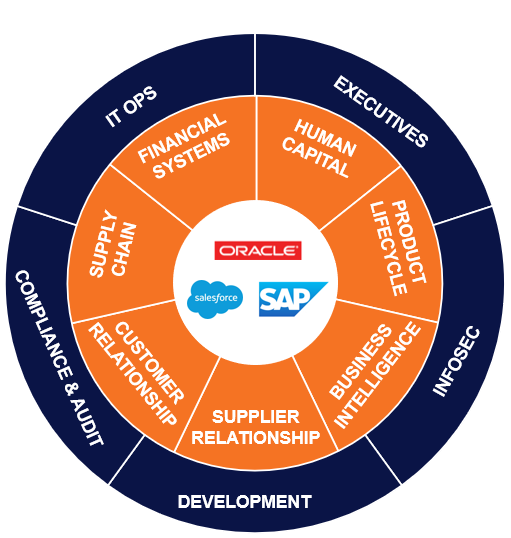 IT OPS
EXECUTIVES
FINANCIAL
SYSTEMS
HUMAN
CAPITAL
SUPPLY
CHAIN
PRODUCT
LIFECYCLE
ORACLE
salesforce
SAP
COMPLIANCE & AUDIT
CUSTOMER
RELATIONSHIP
BUSINESS
INTELLIGENCE
INFOSEC
SUPPLIER
RELATIONSHIP
DEVELOPMENT